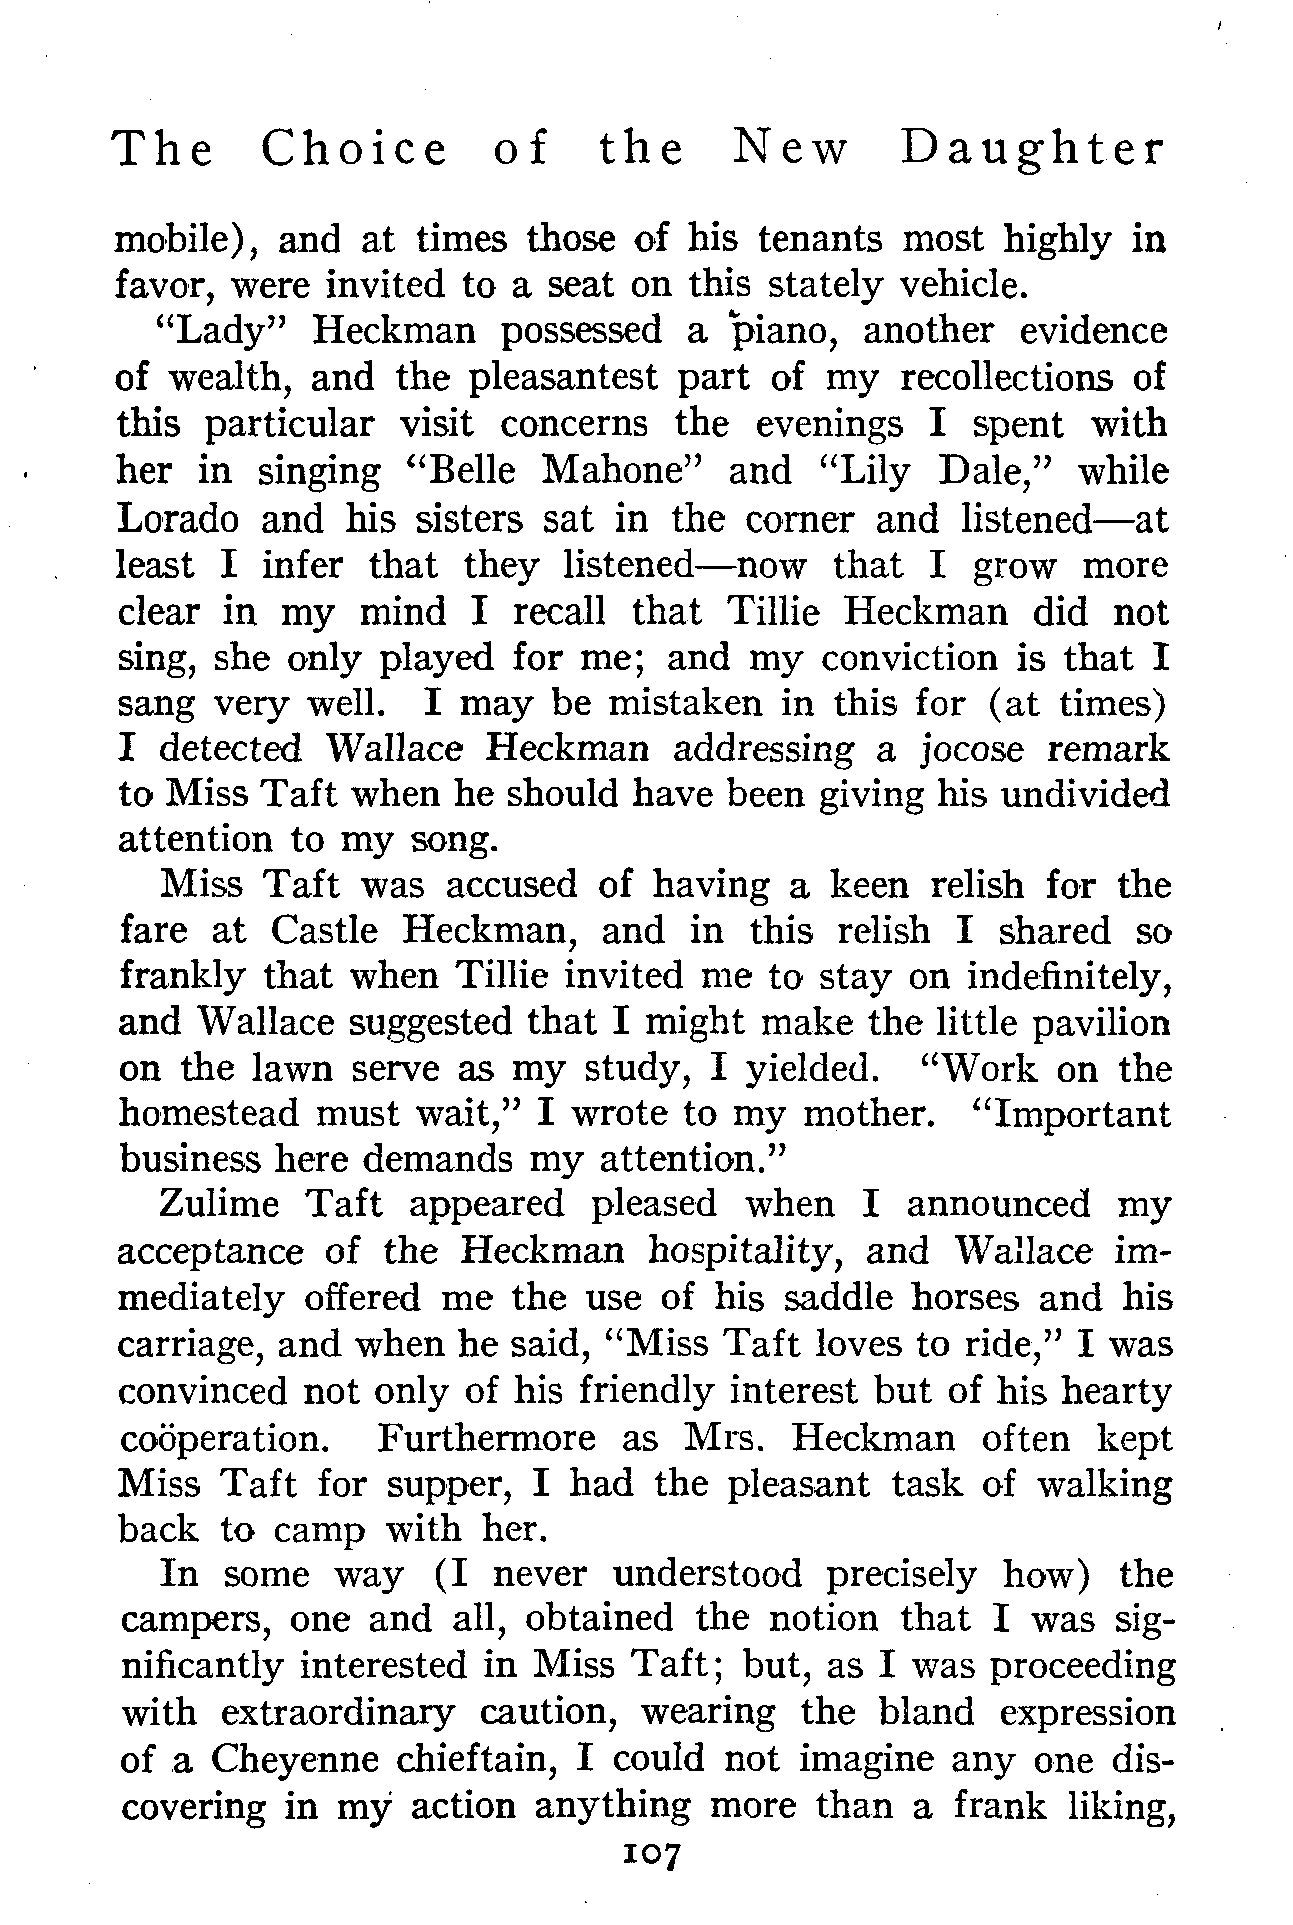 The Choice of the New Daughter
mobile), and at times those of his tenants most highly in
favor, were invited to a seat on this stately vehicle.
“Lady” Heckman possessed a piano, another evidence
of wealth, and the pleasantest part of my recollections of
this particular visit concerns the evenings I spent with
her in singing “Belle Mahone” and “Lily Dale,” while
Lorado and his sisters sat in the corner and listened—at
least I infer that they listened—now that I grow more
clear in my mind I recall that Tillie Heckman did not
sing, she only played for me; and my conviction is that I
sang very well. I may be mistaken in this for (at times)
I detected Wallace Heckman addressing a jocose remark
to Miss Taft when he should have been giving his undivided
attention to my song.
Miss Taft was accused of having a keen relish for the
fare at Castle Heckman, and in this relish I shared so
frankly that when Tillie invited me to stay on indefinitely,
and Wallace suggested that I might make the little pavilion
on the lawn serve as my study, I yielded. “Work on the
homestead must wait,” I wrote to my mother. “Important
business here demands my attention.”
Zulime Taft appeared pleased when I announced my
acceptance of the Heckman hospitality, and Wallace im-
mediately offered me the use of his saddle horses and his
carriage, and when he said, “Miss Taft loves to ride,” I was
convinced not only of his friendly interest but of his hearty
coöperation. Furthermore as Mrs. Heckman often kept
Miss Taft for supper, I had the pleasant task of walking
back to camp with her.
In some way (I never understood precisely how) the
campers, one and all, obtained the notion that I was sig-
nificantly interested in Miss Taft; but, as I was proceeding
with extraordinary caution, wearing the bland expression
of a Cheyenne chieftain, I could not imagine any one dis-
covering in my action anything more than a frank liking,
107